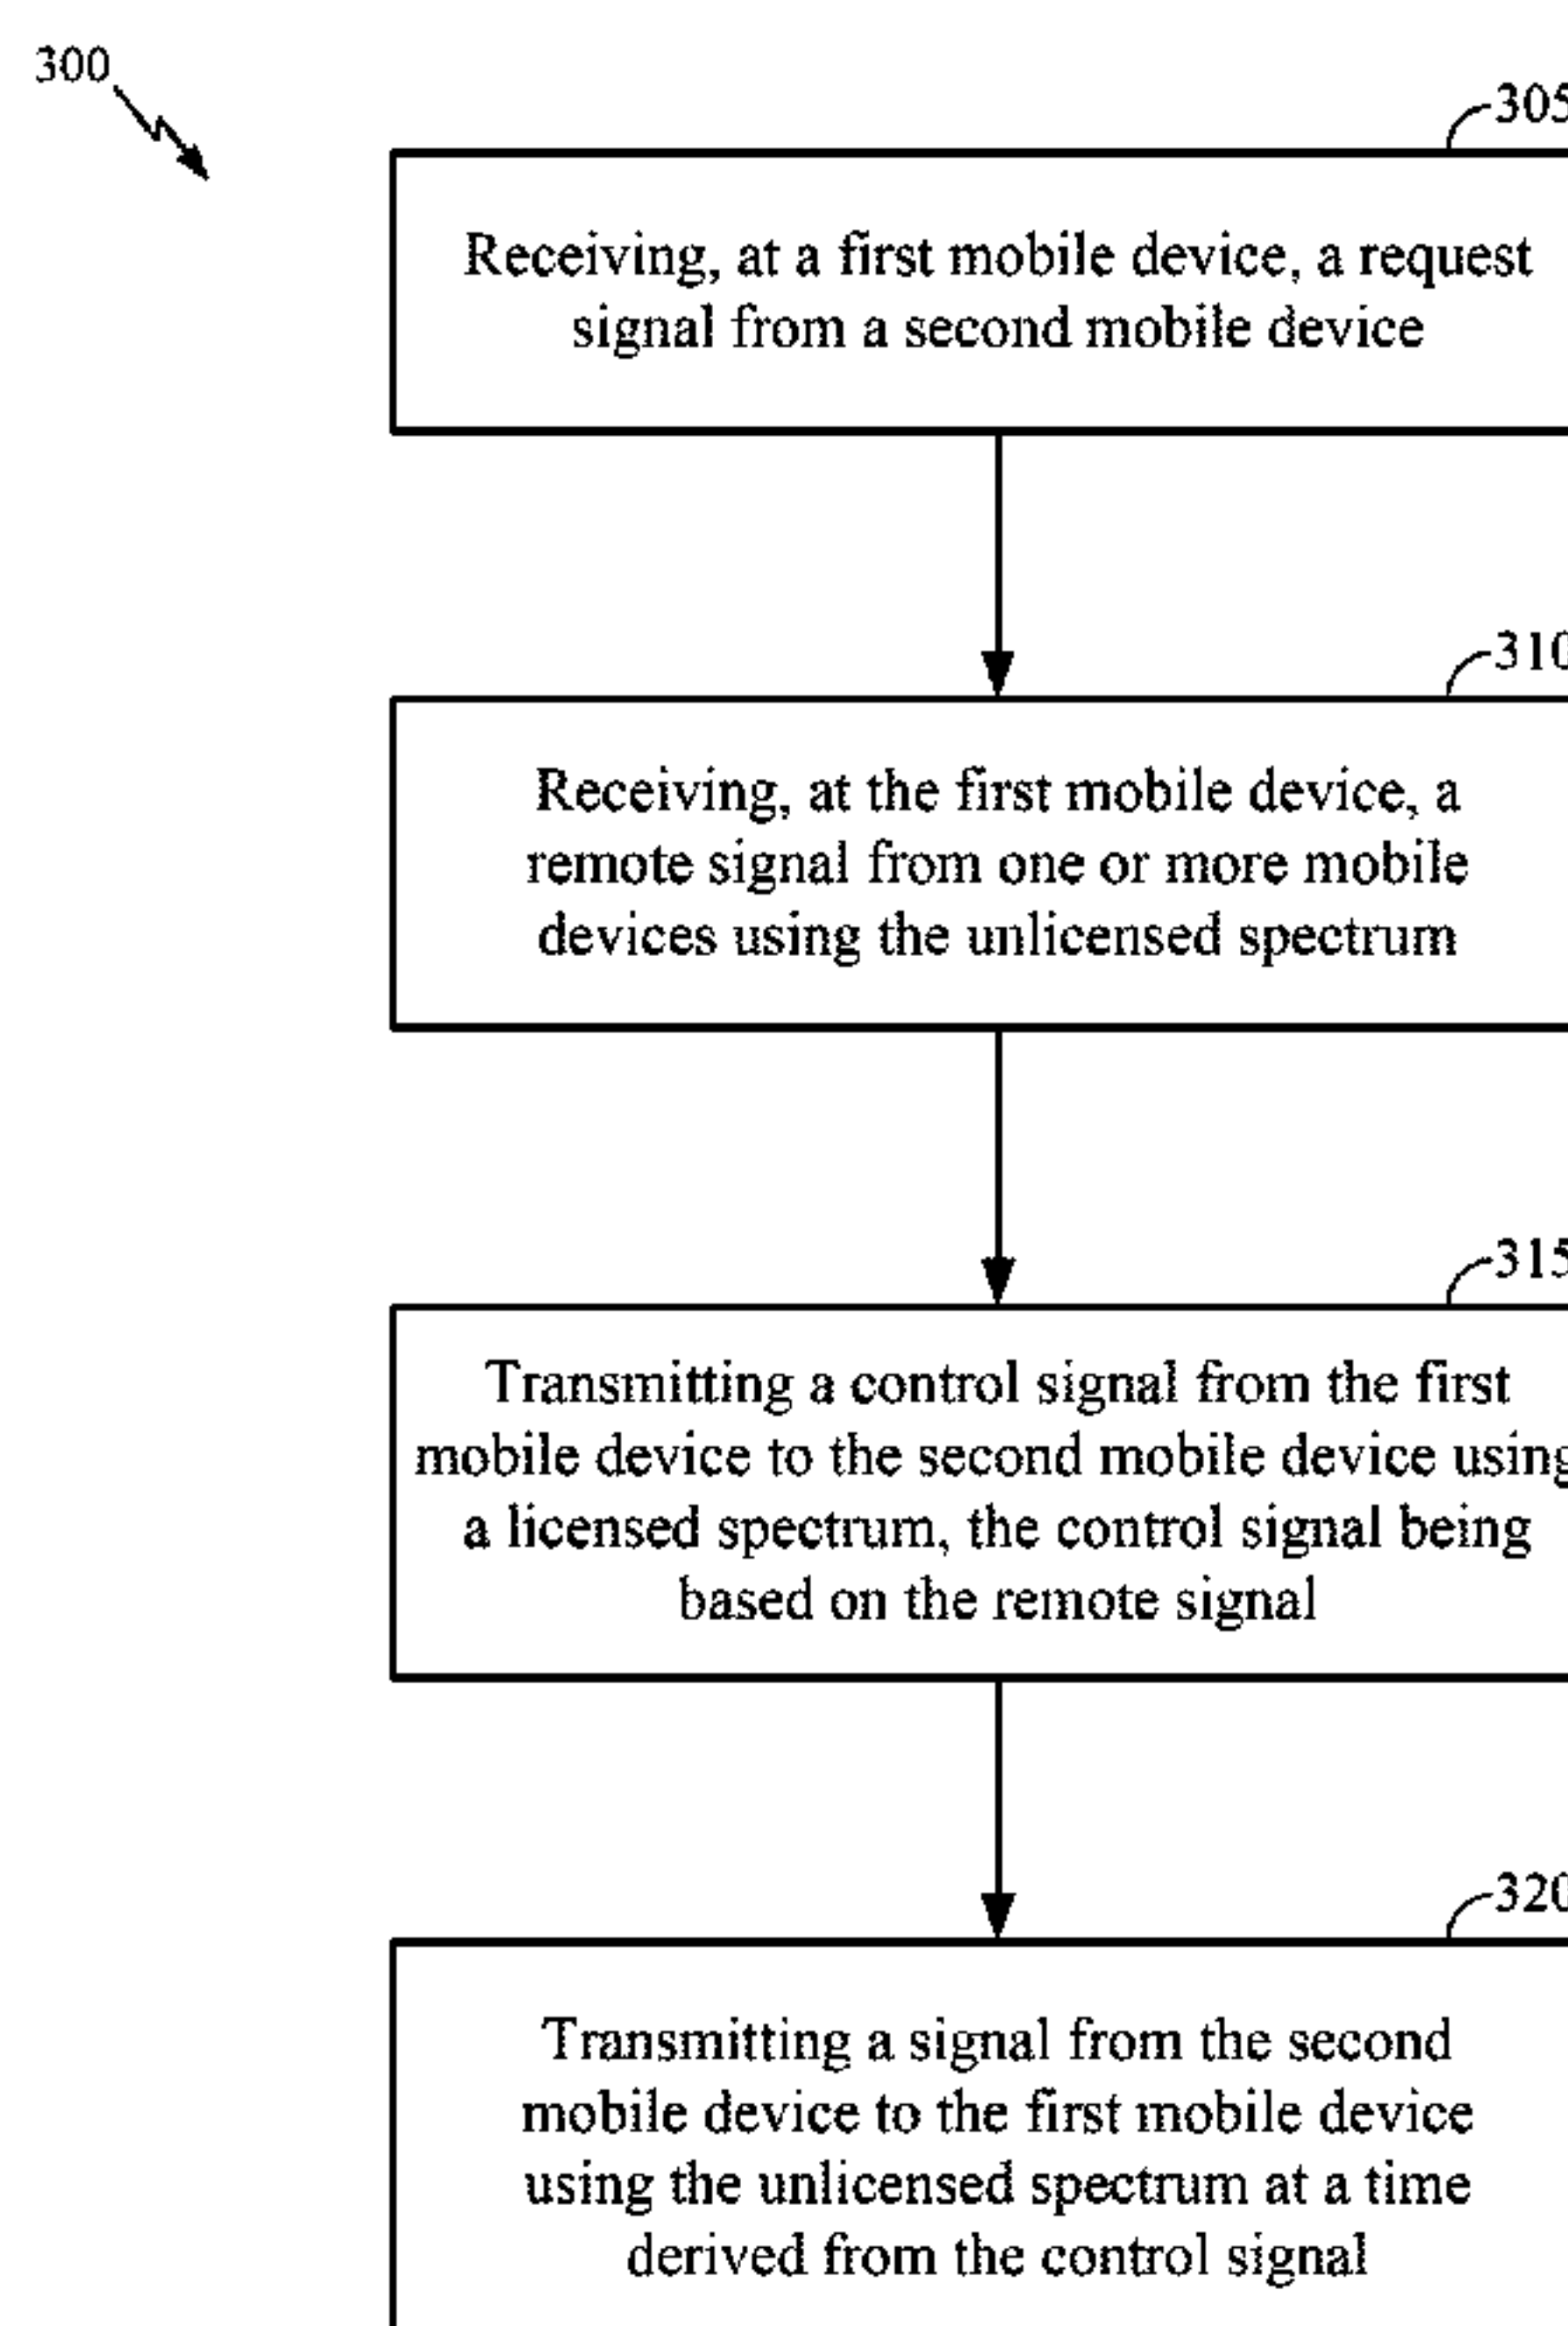 300
305
Receiving, at a first mobile device, a request
signal from a second mobile device
310
Receiving, at the first mobile device, a
remote signal from one or more mobile
devices using the unlicensed spectrum
315
Transmitting a control signal from the first
mobile device to the second mobile device using
a licensed spectrum, the control signal being
based on the remote signal
320
Transmitting a signal from the second
mobile device to the first mobile device
using the unlicensed spectrum at a time
derived from the control signal